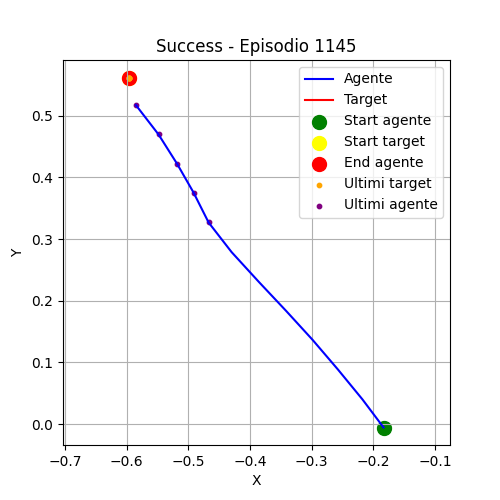 Success - Episodio 1145
Agente
Target
Start agente
Start target
End agente
Ultimi target
Ultimi agente
Y
0.5
0.4
0.3
0.2
0.1
0.0
−0.7 −0.6 −0.5 −0.4 −0.3 −0.2 −0.1
X